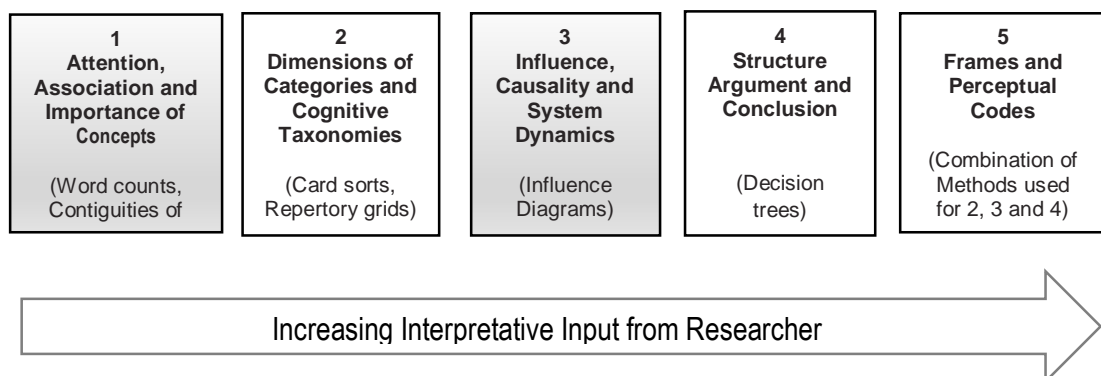 1
Attention,
Association and
Importance of
Concepts
(Word counts,
Contiguities of
2
Dimensions of
Categories and
Cognitive
Taxonomies
(Card sorts,
Repertory grids)
3
Influence,
Causality and
System
Dynamics
(Influence
Diagrams)
4
Structure
Argument and
Conclusion
(Decision
trees)
5
Frames and
Perceptual
Codes
(Combination of
Methods used
for 2, 3 and 4)
Increasing Interpretative Input from Researcher